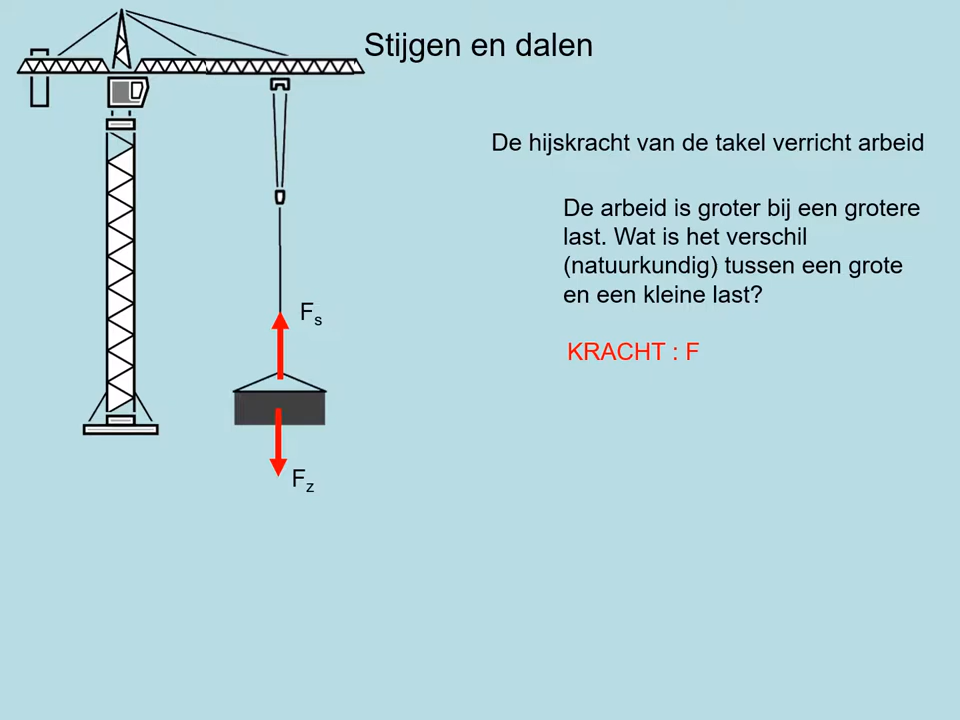 Stijgen en dalen
De hijskracht van de takel verricht arbeid
De arbeid is groter bij een grotere
last. Wat is het verschil
(natuurkundig) tussen een grote
en een kleine last?
KRACHT : F
Fs
Fz